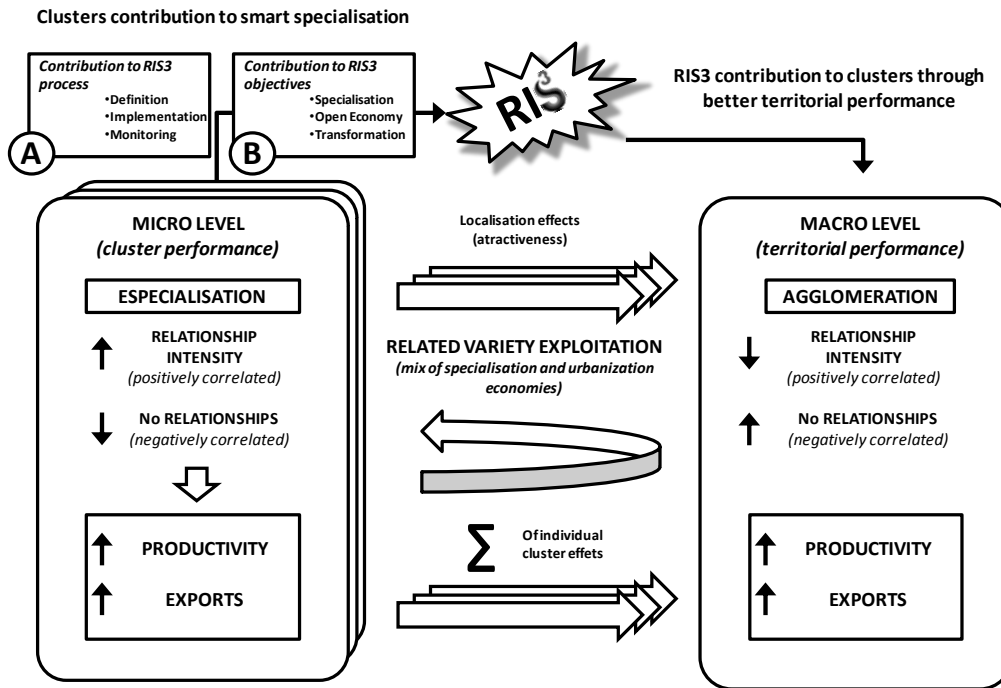 Clusters contribution to smart specialisation
Contribution to RIS3
process
•Definition
•Implementation
•Monitoring
A
Contribution to RIS3
objectives
•Specialisation
•Open Economy
•Transformation
B
RIS3
RIS3 contribution to clusters through
better territorial performance
MICRO LEVEL
(cluster performance)
ESPECIALISATION
RELATIONSHIP
INTENSITY
(positively correlated)
No RELATIONSHIPS
(negatively correlated)
PRODUCTIVITY
EXPORTS
Localisation effects
(atractiveness)
RELATED VARIETY EXPLOITATION
(mix of specialisation and urbanization
economies)
Σ
Of individual
cluster effets
MACRO LEVEL
(territorial performance)
AGGLOMERATION
RELATIONSHIP
INTENSITY
(positively correlated)
No RELATIONSHIPS
(negatively correlated)
PRODUCTIVITY
EXPORTS